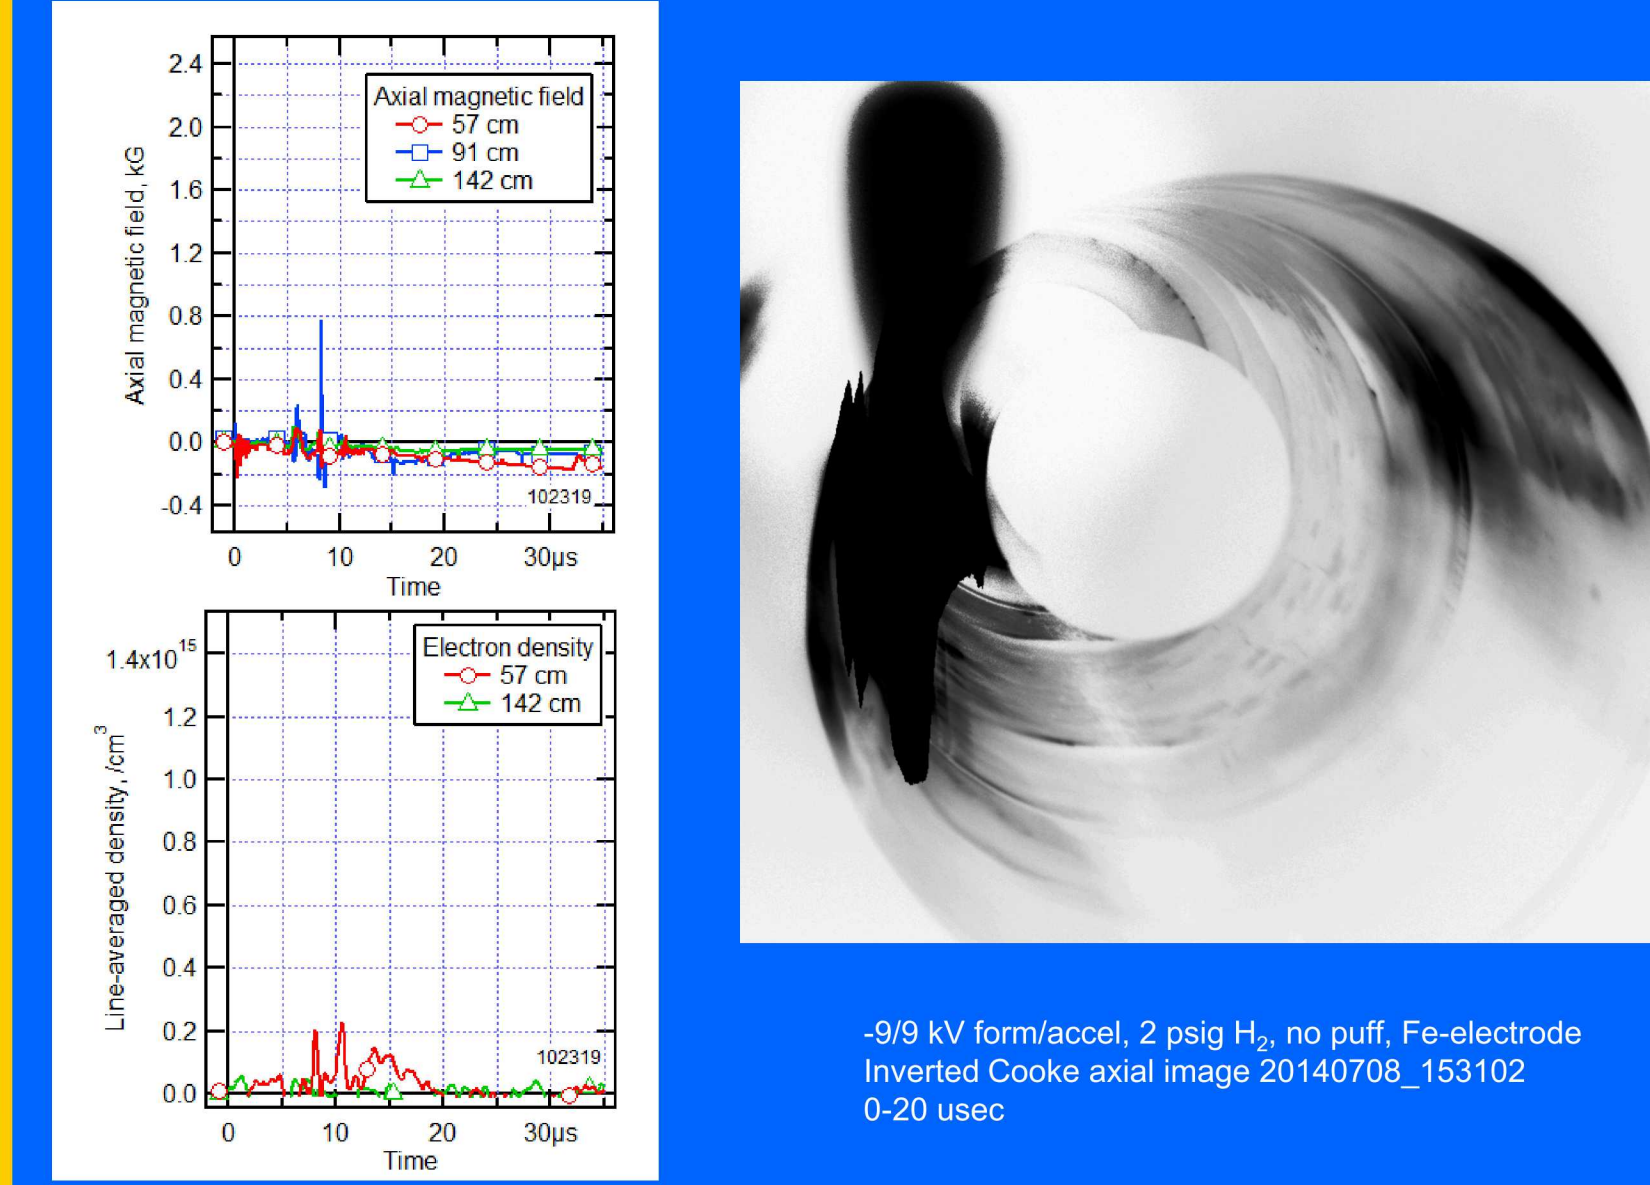 2.4
2.0
1.6
1.2
0.8
0.4
0.0
-0.4
Axial magnetic field, kG
Axial magnetic field
57 cm
91 cm
142 cm
102319
0
10
20
30µs
Time
1.4x10¹⁵
1.2
1.0
0.8
0.6
0.4
0.2
0.0
Line-averaged density, /cm³
Electron density
57 cm
142 cm
102319
0
10
20
30µs
Time
-9/9 kV form/accel, 2 psig H₂, no puff, Fe-electrode
Inverted Cooke axial image 20140708_153102
0-20 usec